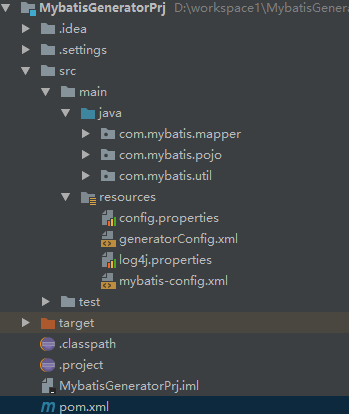 MybatisGeneratorPrj D:\workspace1\MybatisGenera
.idea
.settings
src
main
java
com.mybatis.mapper
com.mybatis.pojo
com.mybatis.util
resources
config.properties
generatorConfig.xml
log4j.properties
mybatis-config.xml
test
target
.classpath
.project
MybatisGeneratorPrj.iml
pom.xml